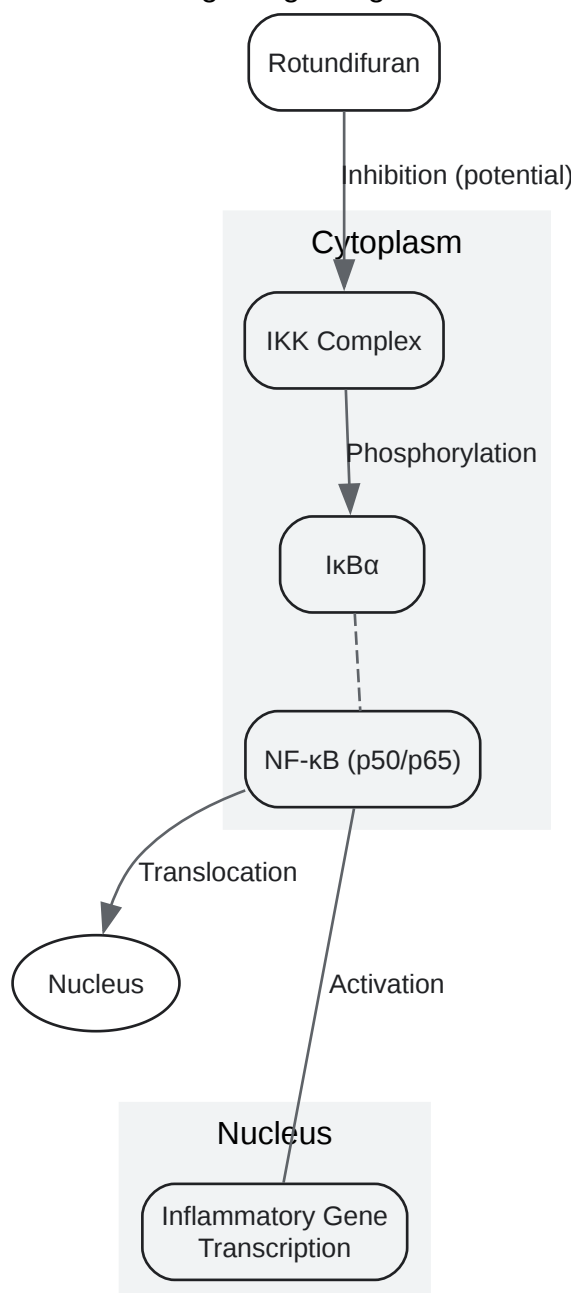 Rotundifuran
Inhibition (potential)
Cytoplasm
IKK Complex
Phosphorylation
IκBα
NF-κB (p50/p65)
Translocation
Nucleus
Activation
Nucleus
Inflammatory Gene
Transcription